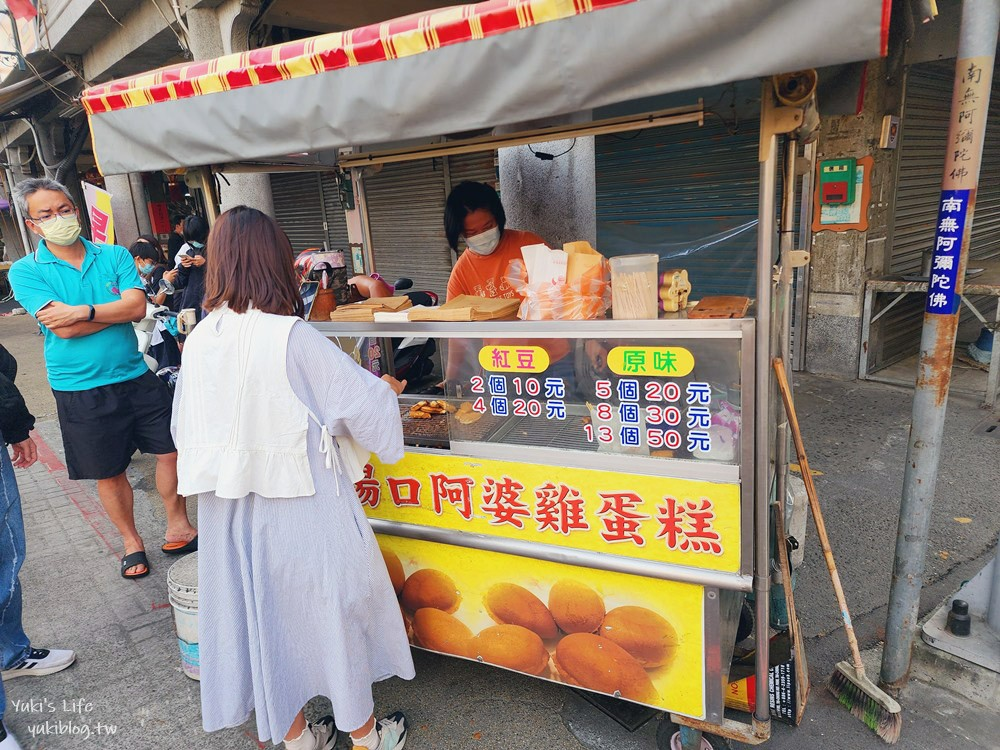 南無阿彌陀佛
南無阿彌陀佛
紅豆
2個10元
4個20元
原味
5個20元
8個30元
13個50元
湯口阿婆雞蛋糕
Yuki's Life
yukiblog.tw